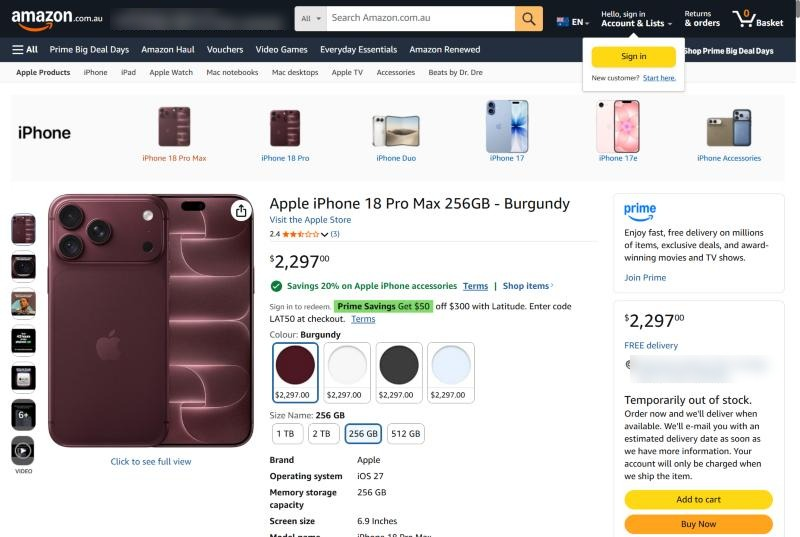 amazon.com.au
All
Search Amazon.com.au
EN
Hello, sign in
Account & Lists
Returns
& orders
0
Basket
All
Prime Big Deal Days
Amazon Haul
Vouchers
Video Games
Everyday Essentials
Amazon Renewed
Shop Prime Big Deal Days
Sign in
New customer? Start here.
Apple Products
iPhone
iPad
Apple Watch
Mac notebooks
Mac desktops
Apple TV
Accessories
Beats by Dr. Dre
iPhone
iPhone 18 Pro Max
iPhone 18 Pro
iPhone Duo
iPhone 17
iPhone 17e
iPhone Accessories
6+
VIDEO
Click to see full view
Apple iPhone 18 Pro Max 256GB - Burgundy
Visit the Apple Store
2.4
(3)
$2,29700
Savings 20% on Apple iPhone accessories Terms | Shop items
Sign in to redeem. Prime Savings Get $50 off $300 with Latitude. Enter code
LAT50 at checkout. Terms
Colour: Burgundy
$2,297.00
$2,297.00
$2,297.00
$2,297.00
Size Name: 256 GB
1 TB
2 TB
256 GB
512 GB
Brand Apple
Operating system iOS 27
Memory storage 256 GB
capacity
Screen size 6.9 Inches
Model name iPhone 18 Pro Max
prime
Enjoy fast, free delivery on millions
of items, exclusive deals, and award-
winning movies and TV shows.
Join Prime
$2,29700
FREE delivery
Temporarily out of stock.
Order now and we'll deliver when
available. We'll e-mail you with an
estimated delivery date as soon as
we have more information. Your
account will only be charged when
we ship the item.
Add to cart
Buy Now